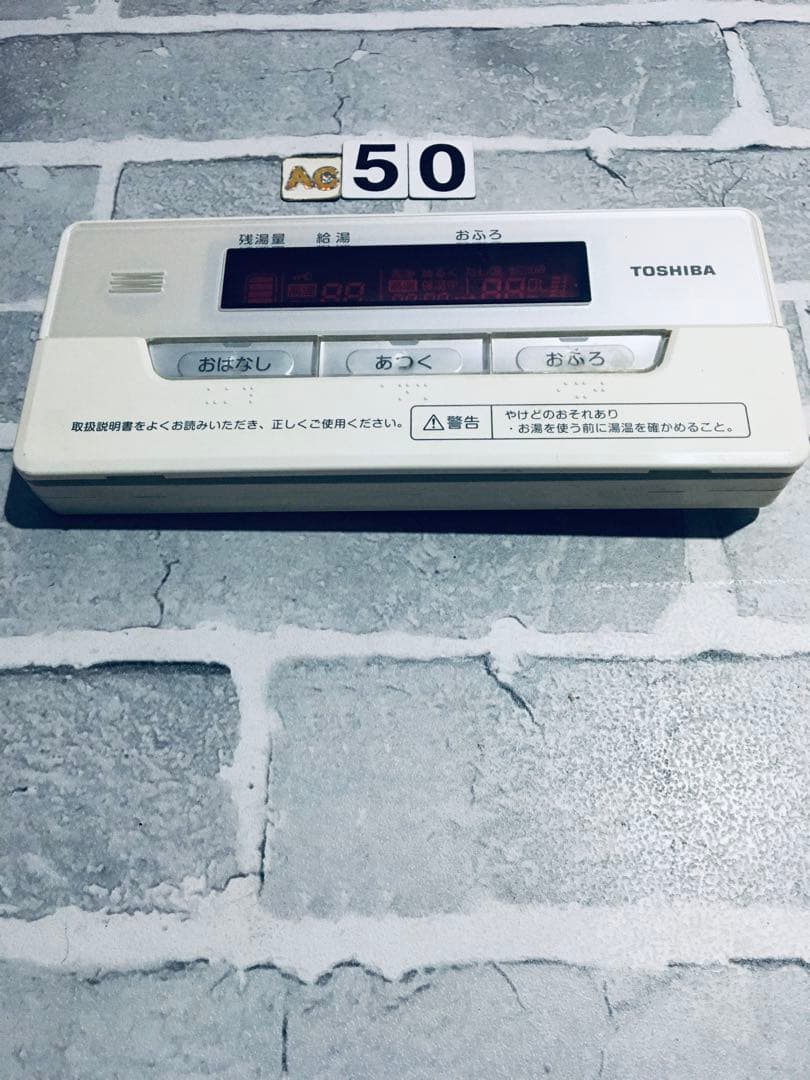 AC 50
残湯量 給湯 おふろ
TOSHIBA
おはなし あつく おふろ
取扱説明書をよくお読みいただき、正しくご使用ください。
警告
やけどのおそれあり
・お湯を使う前に湯温を確かめること。